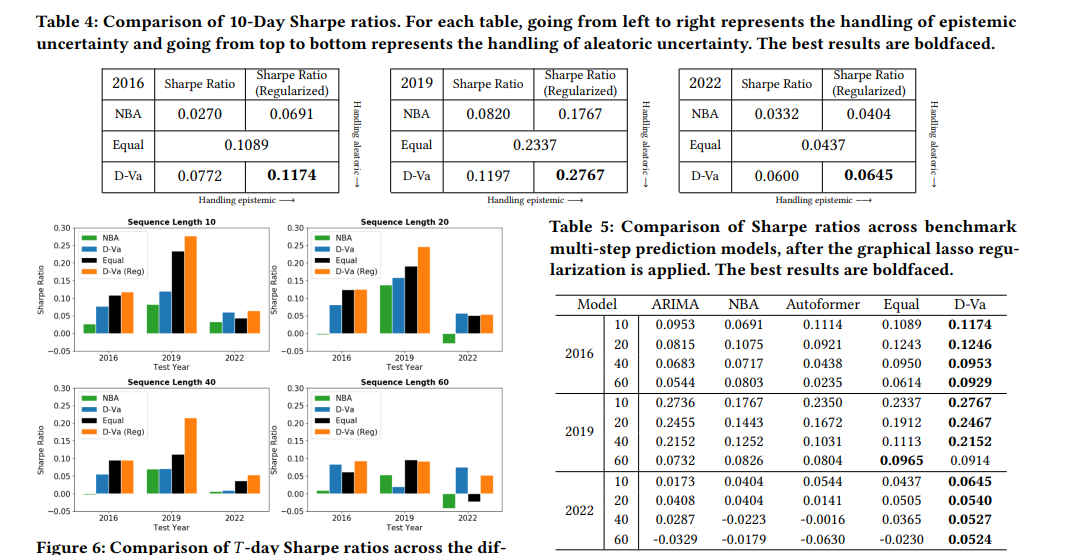 Table 4: Comparison of 10-Day Sharpe ratios. For each table, going from left to right represents the handling of epistemic
uncertainty and going from top to bottom represents the handling of aleatoric uncertainty. The best results are boldfaced.
2016 Sharpe Ratio Sharpe Ratio (Regularized)
NBA 0.0270 0.0691
Equal 0.1089
D-Va 0.0772 0.1174
Handling aleatoric →
Handling epistemic →
2019 Sharpe Ratio Sharpe Ratio (Regularized)
NBA 0.0820 0.1767
Equal 0.2337
D-Va 0.1197 0.2767
Handling aleatoric →
Handling epistemic →
2022 Sharpe Ratio Sharpe Ratio (Regularized)
NBA 0.0332 0.0404
Equal 0.0437
D-Va 0.0600 0.0645
Handling aleatoric →
Handling epistemic →
Sequence Length 10
Sharpe Ratio
0.30
0.25
0.20
0.15
0.10
0.05
0.00
−0.05
NBA
D-Va
Equal
D-Va (Reg)
2016 2019 2022
Test Year
Sequence Length 20
Sharpe Ratio
0.30
0.25
0.20
0.15
0.10
0.05
0.00
−0.05
NBA
D-Va
Equal
D-Va (Reg)
2016 2019 2022
Test Year
Sequence Length 40
Sharpe Ratio
0.30
0.25
0.20
0.15
0.10
0.05
0.00
−0.05
NBA
D-Va
Equal
D-Va (Reg)
2016 2019 2022
Test Year
Sequence Length 60
Sharpe Ratio
0.30
0.25
0.20
0.15
0.10
0.05
0.00
−0.05
NBA
D-Va
Equal
D-Va (Reg)
2016 2019 2022
Test Year
Figure 6: Comparison of T-day Sharpe ratios across the dif-
Table 5: Comparison of Sharpe ratios across benchmark
multi-step prediction models, after the graphical lasso regu-
larization is applied. The best results are boldfaced.
Model ARIMA NBA Autoformer Equal D-Va
2016
10 0.0953 0.0691 0.1114 0.1089 0.1174
20 0.0815 0.1075 0.0921 0.1243 0.1246
40 0.0683 0.0717 0.0438 0.0950 0.0953
60 0.0544 0.0803 0.0235 0.0614 0.0929
2019
10 0.2736 0.1767 0.2350 0.2337 0.2767
20 0.2455 0.1443 0.1672 0.1912 0.2467
40 0.2152 0.1252 0.1031 0.1113 0.2152
60 0.0732 0.0826 0.0804 0.0965 0.0914
2022
10 0.0173 0.0404 0.0544 0.0437 0.0645
20 0.0408 0.0404 0.0141 0.0505 0.0540
40 0.0287 -0.0223 -0.0016 0.0365 0.0527
60 -0.0329 -0.0179 -0.0630 -0.0230 0.0524